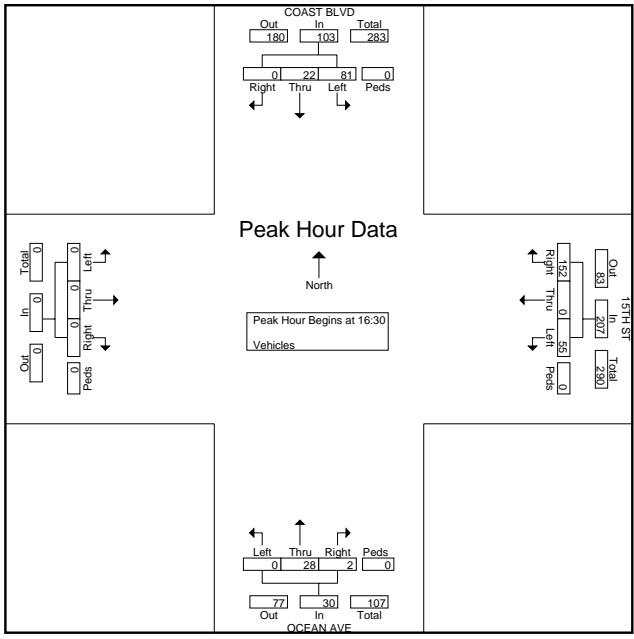 COAST BLVD
Out In Total
180 103 283
0 22 81 0
Right Thru Left Peds
Peak Hour Data
North
Peak Hour Begins at 16:30
Vehicles
Total In Out
0 0 0
0 0 0 0
Left Thru Right Peds
15TH ST
Out In Total
83 207 290
152 0 55 0
Right Thru Left Peds
Left Thru Right Peds
0 28 2 0
77 30 107
Out In Total
OCEAN AVE